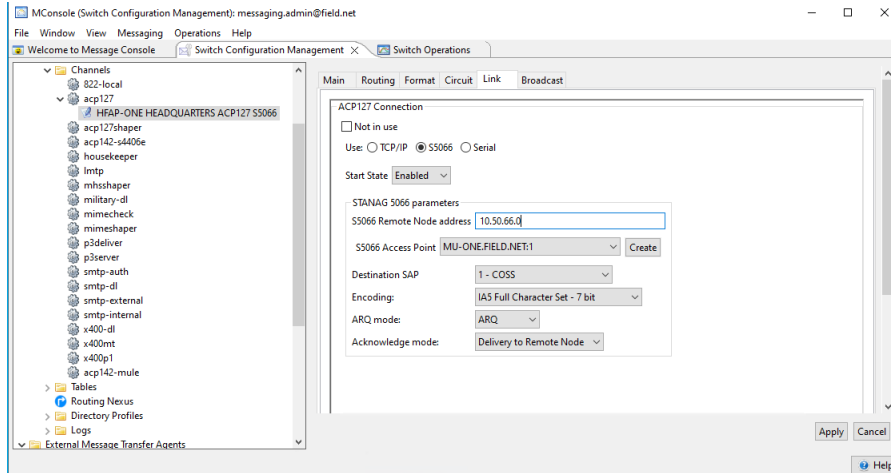 MConsole (Switch Configuration Management): messaging.admin@field.net
File Window View Messaging Operations Help
Welcome to Message Console Switch Configuration Management Switch Operations
Channels
822-local
acp127
HFAP-ONE HEADQUARTERS ACP127 S5066
acp127shaper
acp142-s4406e
housekeeper
lmtp
mhsshaper
military-dl
mimecheck
mimeshaper
p3deliver
p3server
smtp-auth
smtp-dl
smtp-external
smtp-internal
x400-dl
x400mt
x400p1
acp142-mule
Tables
Routing Nexus
Directory Profiles
Logs
External Message Transfer Agents
Main Routing Format Circuit Link Broadcast
ACP127 Connection
Not in use
Use: TCP/IP S5066 Serial
Start State Enabled
STANAG 5066 parameters
S5066 Remote Node address 10.50.66.0
S5066 Access Point MU-ONE.FIELD.NET:1 Create
Destination SAP 1 - COSS
Encoding: IA5 Full Character Set - 7 bit
ARQ mode: ARQ
Acknowledge mode: Delivery to Remote Node
Apply Cancel
Help